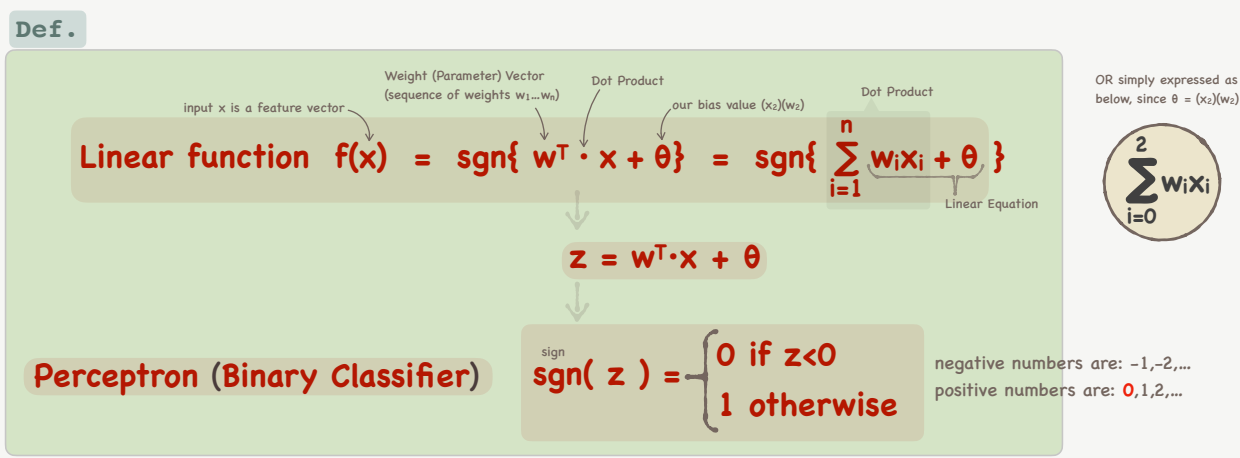 Def.
Weight (Parameter) Vector
(sequence of weights w₁...wₙ)
Dot Product
input x is a feature vector
our bias value (x₂)(w₂)
Dot Product
OR simply expressed as
below, since θ = (x₂)(w₂)
Linear function f(x) = sgn{ wᵀ · x + θ} = sgn{ n∑i=1 wᵢxᵢ + θ }
Linear Equation
2∑i=0 wᵢxᵢ
z = wᵀ·x + θ
Perceptron (Binary Classifier)
sign
sgn( z ) = {
0 if z<0
1 otherwise
negative numbers are: -1,-2,...
positive numbers are: 0,1,2,...